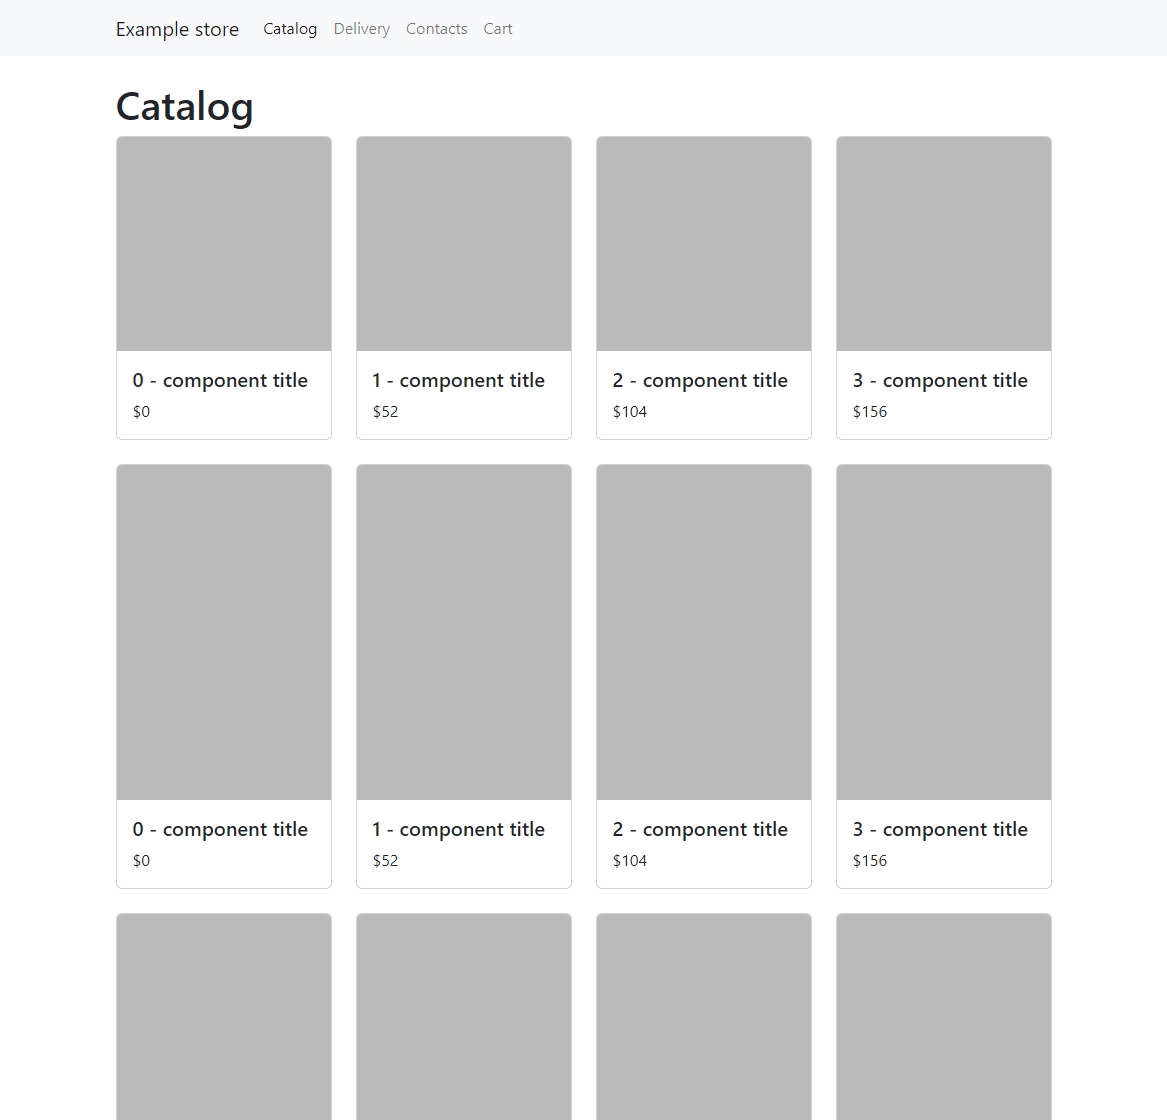 Example store Catalog Delivery Contacts Cart
Catalog
0 - component title 1 - component title 2 - component title 3 - component title
$0 $52 $104 $156
0 - component title 1 - component title 2 - component title 3 - component title
$0 $52 $104 $156